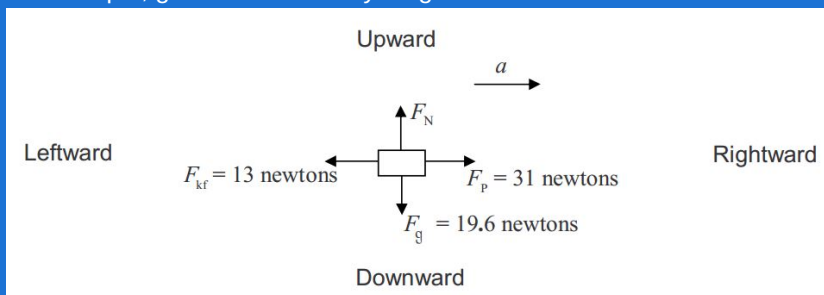 Upward
a
F_N
Leftward
Rightward
F_kf = 13 newtons
F_P = 31 newtons
F_g = 19.6 newtons
Downward